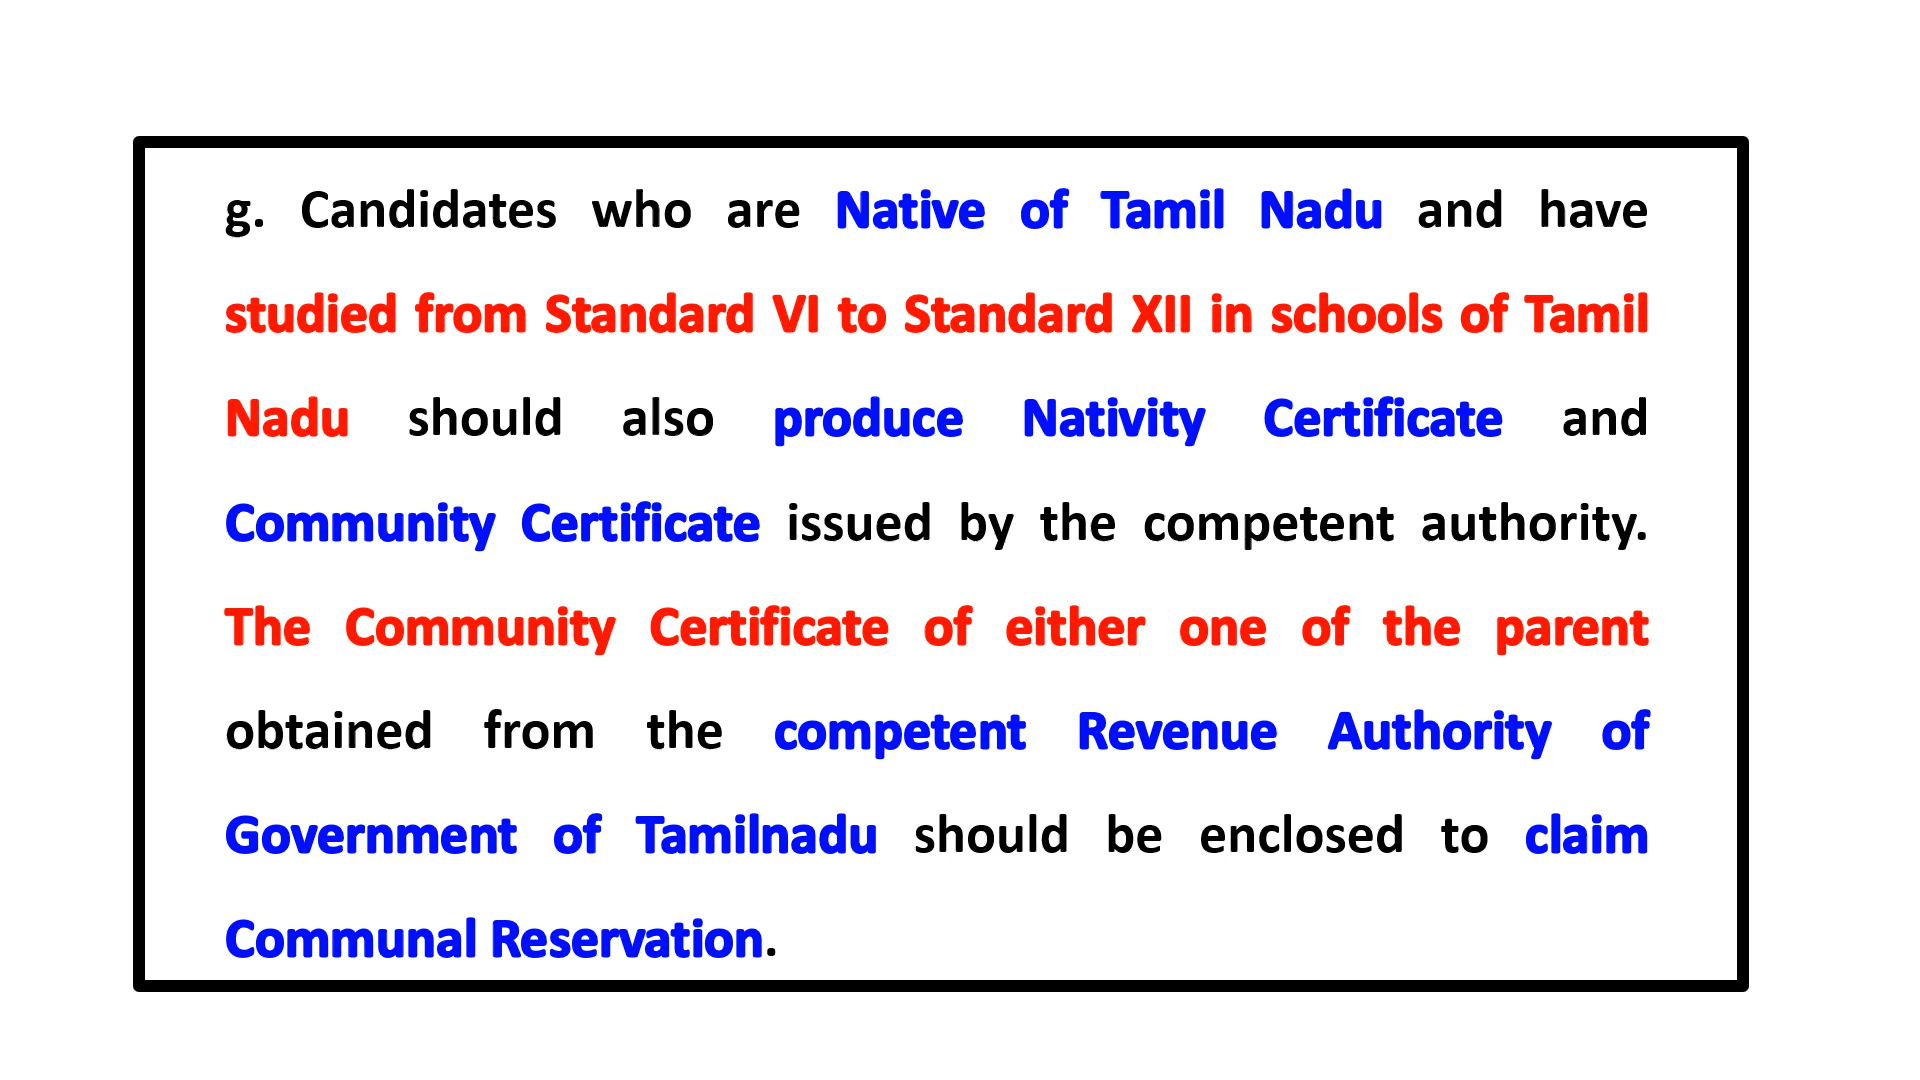 g. Candidates who are Native of Tamil Nadu and have
studied from Standard VI to Standard XII in schools of Tamil
Nadu should also produce Nativity Certificate and
Community Certificate issued by the competent authority.
The Community Certificate of either one of the parent
obtained from the competent Revenue Authority of
Government of Tamilnadu should be enclosed to claim
Communal Reservation.